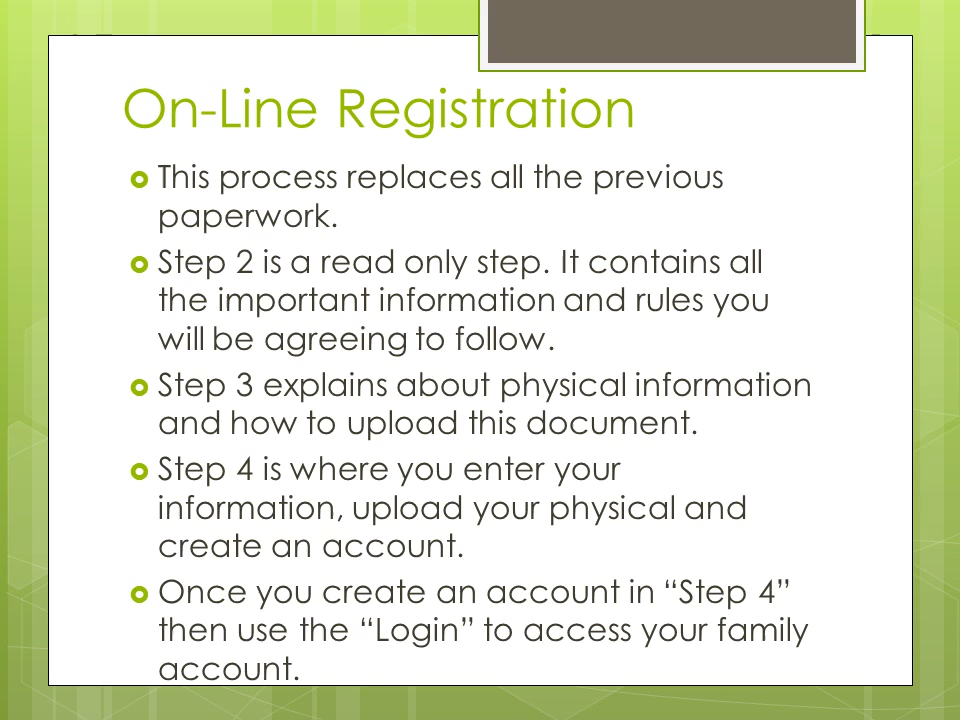 On-Line Registration
This process replaces all the previous
paperwork.
Step 2 is a read only step. It contains all
the important information and rules you
will be agreeing to follow.
Step 3 explains about physical information
and how to upload this document.
Step 4 is where you enter your
information, upload your physical and
create an account.
Once you create an account in “Step 4”
then use the “Login” to access your family
account.